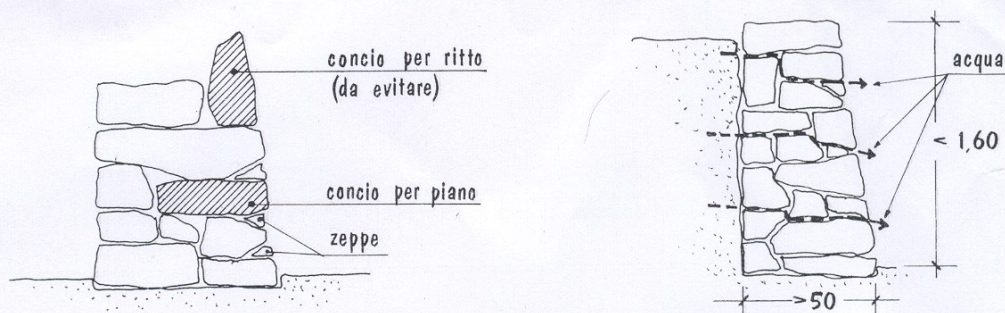 concio per ritto
(da evitare)
concio per piano
zeppe
acqua
< 1,60
>50